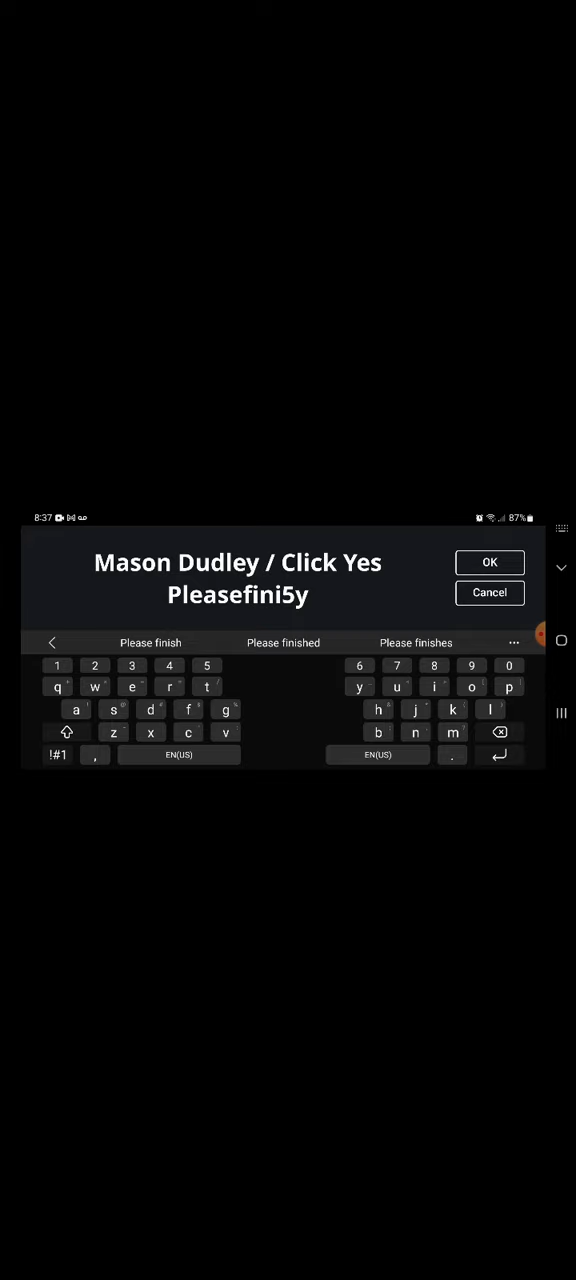 8:37 87%
Mason Dudley / Click Yes
Pleasefini5y
OK
Cancel
Please finish Please finished Please finishes ...
1 2 3 4 5 6 7 8 9 0
q w e r t y u i o p
a s d f g h j k l
z x c v b n m
!#1 , EN(US) EN(US) .